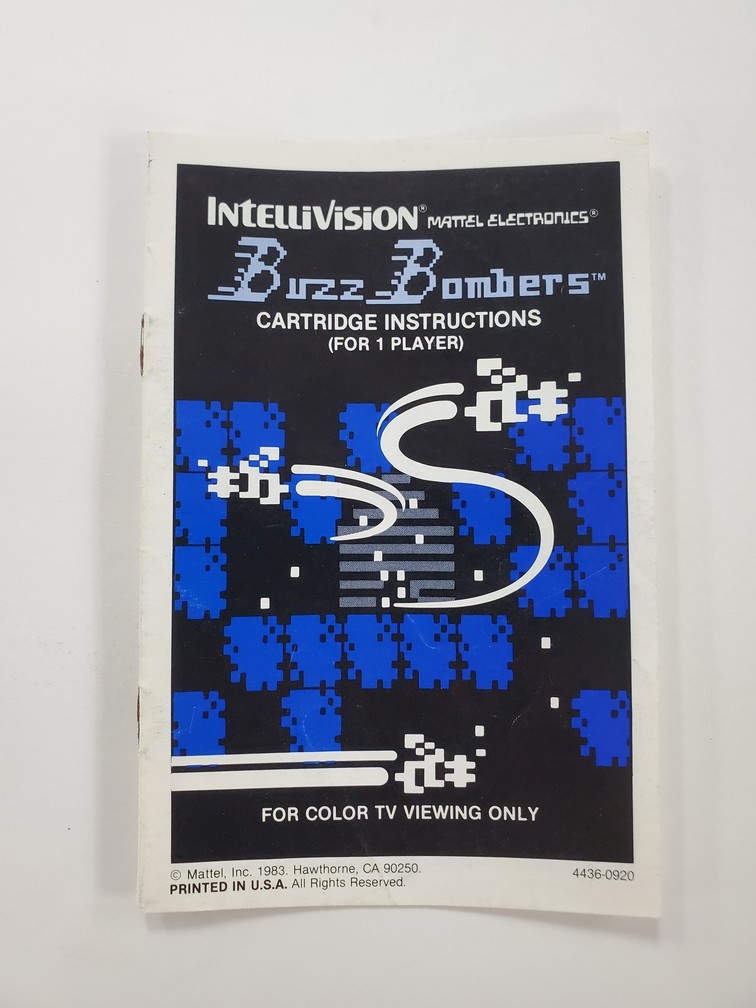 INTELLIVISION® MATTEL ELECTRONICS®
Buzz Bombers™
CARTRIDGE INSTRUCTIONS
(FOR 1 PLAYER)
FOR COLOR TV VIEWING ONLY
© Mattel, Inc. 1983. Hawthorne, CA 90250. 4436-0920
PRINTED IN U.S.A. All Rights Reserved.